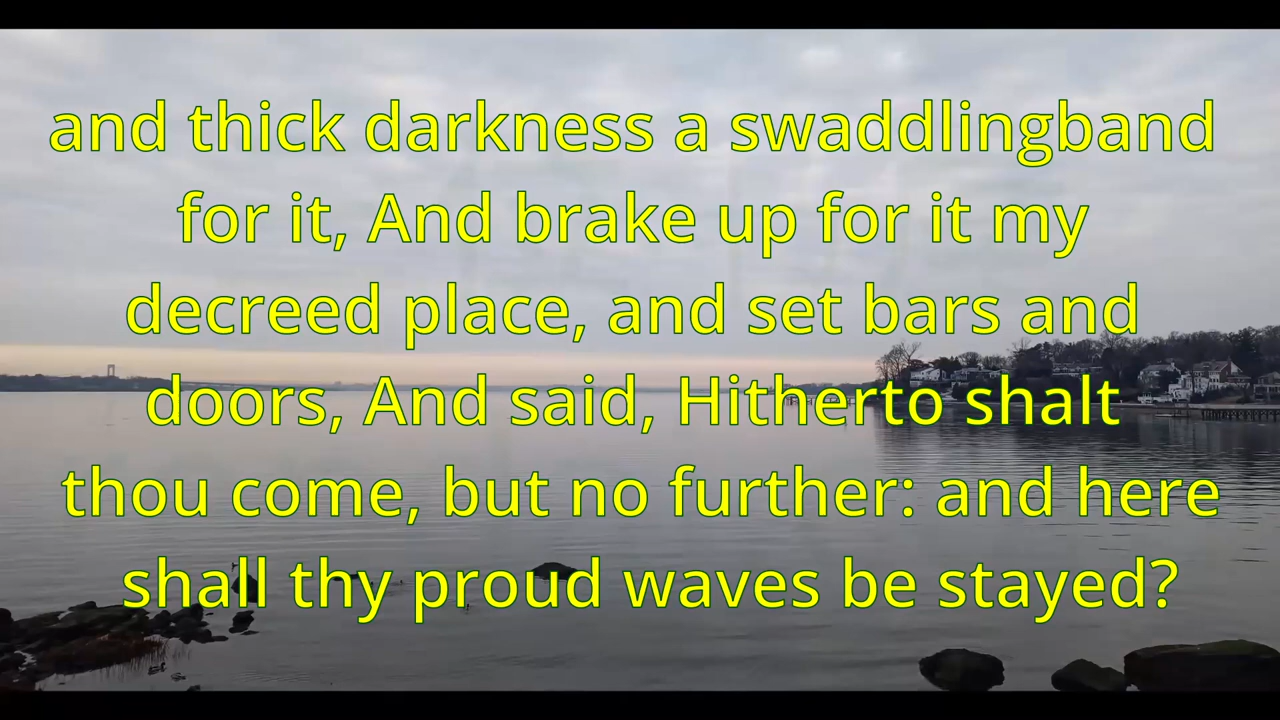 and thick darkness a swaddlingband
for it, And brake up for it my
decreed place, and set bars and
doors, And said, Hitherto shalt
thou come, but no further: and here
shall thy proud waves be stayed?